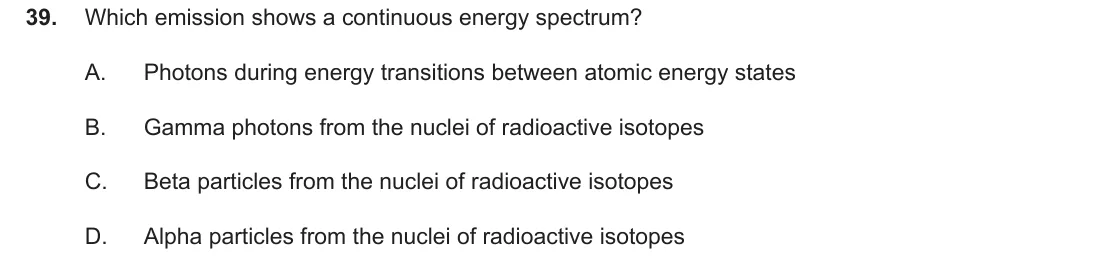 39. Which emission shows a continuous energy spectrum?
A. Photons during energy transitions between atomic energy states
B. Gamma photons from the nuclei of radioactive isotopes
C. Beta particles from the nuclei of radioactive isotopes
D. Alpha particles from the nuclei of radioactive isotopes